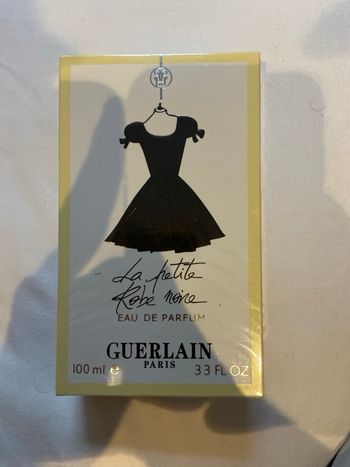 La petite
Robe noire
EAU DE PARFUM
GUERLAIN
PARIS
100 ml e 3.3 FL OZ